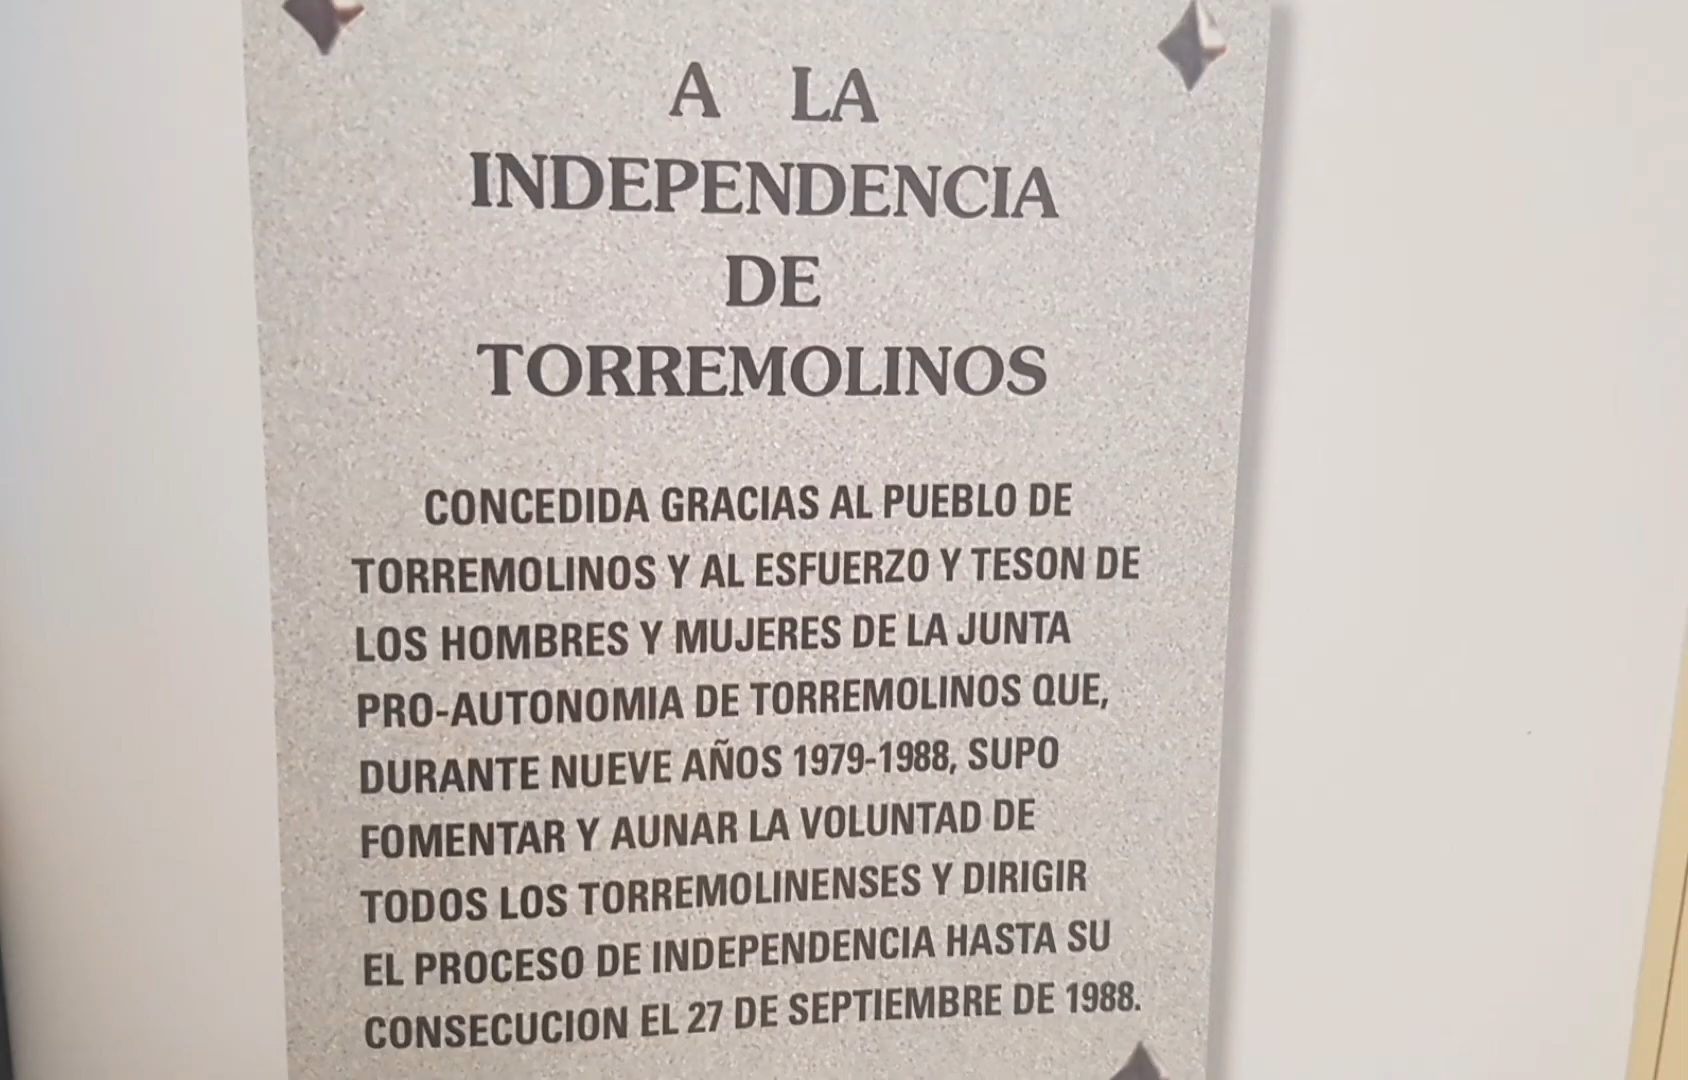 A LA
INDEPENDENCIA
DE
TORREMOLINOS
CONCEDIDA GRACIAS AL PUEBLO DE
TORREMOLINOS Y AL ESFUERZO Y TESON DE
LOS HOMBRES Y MUJERES DE LA JUNTA
PRO-AUTONOMIA DE TORREMOLINOS QUE,
DURANTE NUEVE AÑOS 1979-1988, SUPO
FOMENTAR Y AUNAR LA VOLUNTAD DE
TODOS LOS TORREMOLINENSES Y DIRIGIR
EL PROCESO DE INDEPENDENCIA HASTA SU
CONSECUCION EL 27 DE SEPTIEMBRE DE 1988.